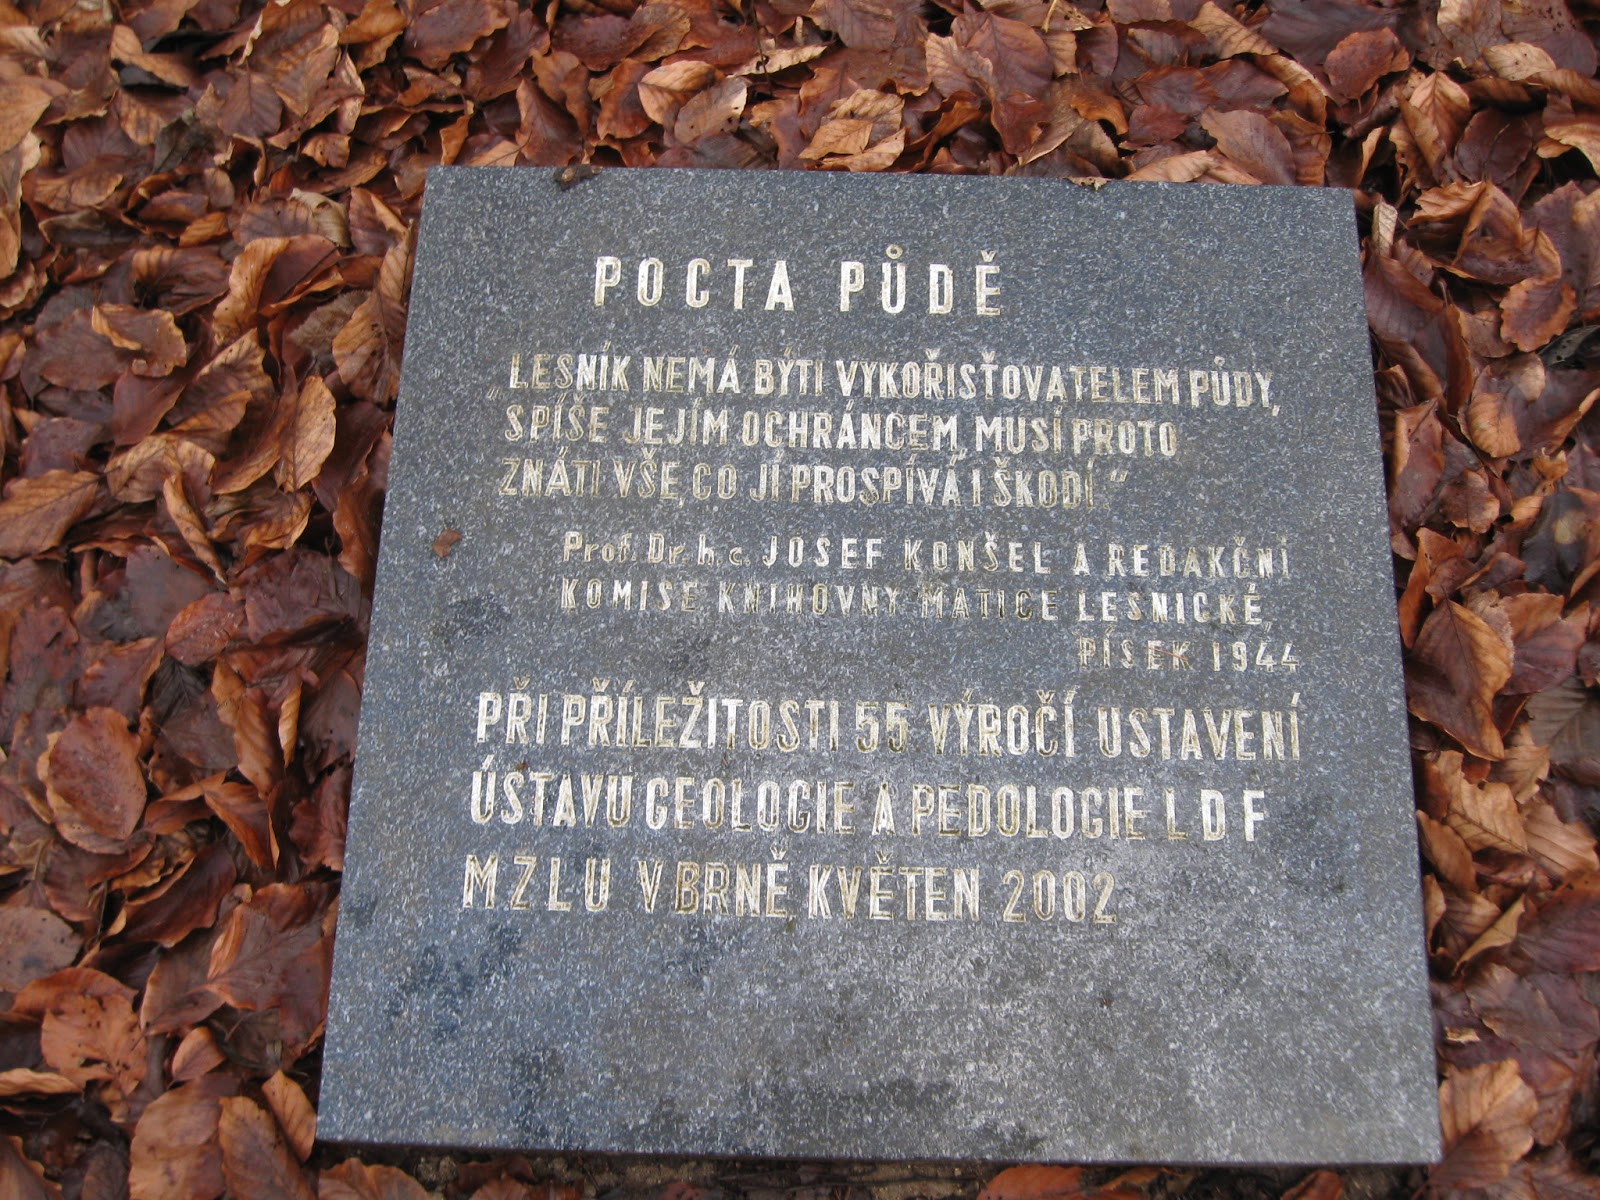 POCTA PŮDĚ
„LESNÍK NEMÁ BÝTI VYKOŘISŤOVATELEM PŮDY,
SPÍŠE JEJÍM OCHRÁNCEM, MUSÍ PROTO
ZNÁTI VŠE, CO JÍ PROSPÍVÁ I ŠKODÍ“
Prof. Dr. h. c. JOSEF KONŠEL A REDAKČNÍ
KOMISE KNIHOVNY MATICE LESNICKÉ,
PÍSEK 1944
PŘI PŘÍLEŽITOSTI 55 VÝROČÍ USTAVENÍ
ÚSTAVU GEOLOGIE A PEDOLOGIE L D F
M Z L U V BRNĚ, KVĚTEN 2002